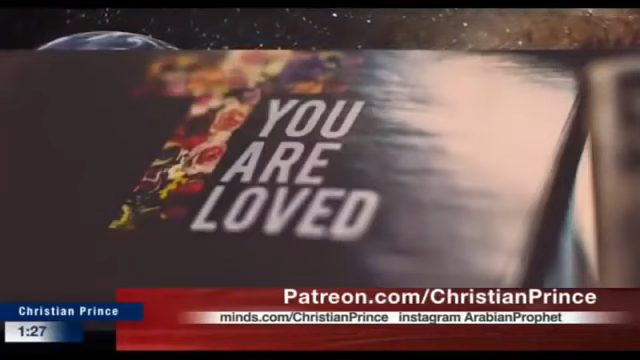 YOU
ARE
LOVED
Patreon.com/ChristianPrince
Christian Prince
minds.com/ChristianPrince instagram ArabianProphet
1:27